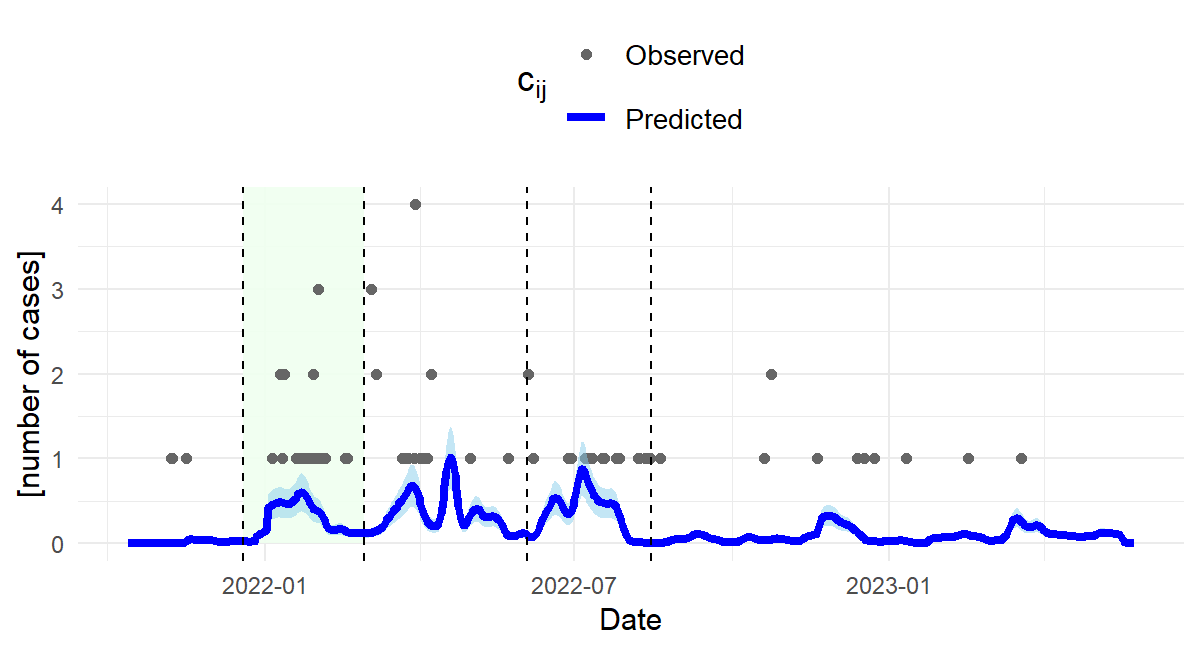 Observed
c_ij
Predicted
[number of cases]
4
3
2
1
0
2022-01
2022-07
2023-01
Date